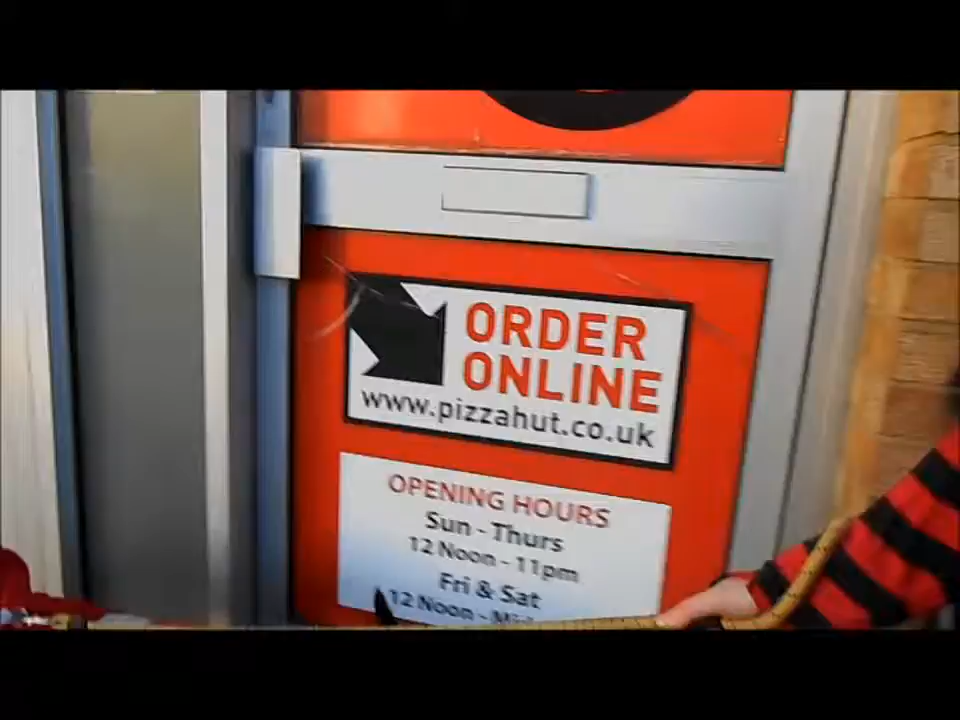 ORDER
ONLINE
www.pizzahut.co.uk
OPENING HOURS
Sun - Thurs
12 Noon - 11pm
Fri & Sat
12 Noon -